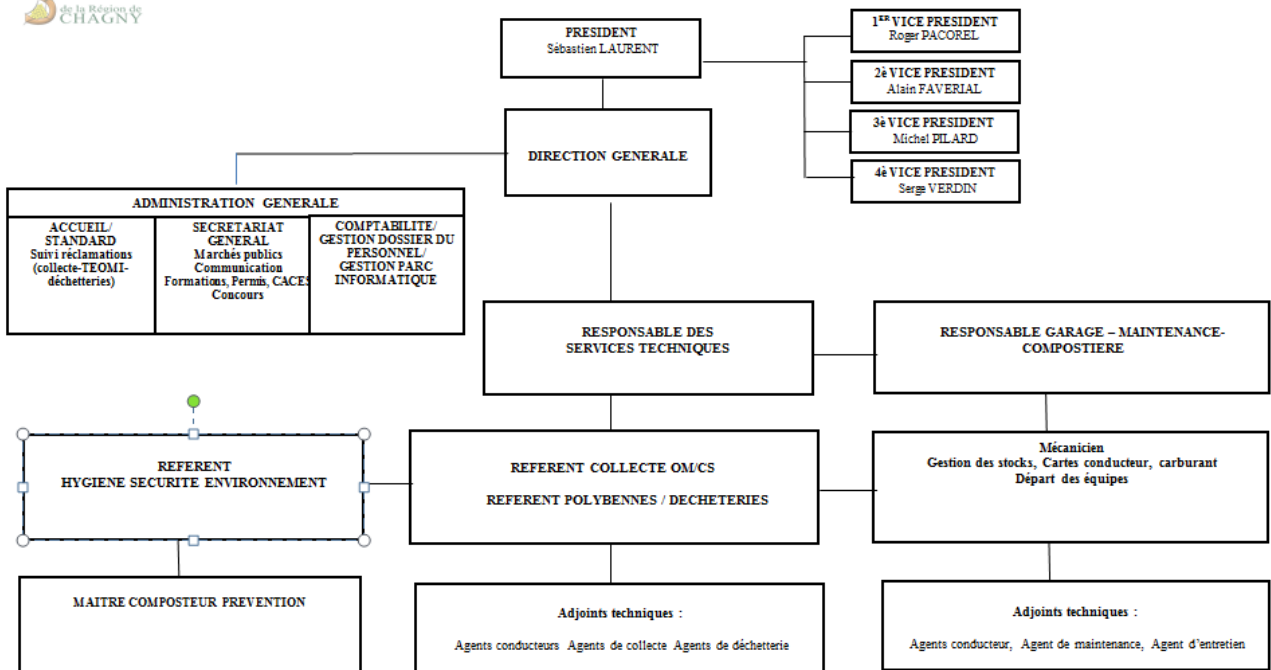 de la Région de
CHAGNY
PRESIDENT
Sébastien LAURENT
1ER VICE PRESIDENT
Roger PACOREL
2è VICE PRESIDENT
Alain FAVERIAL
3è VICE PRESIDENT
Michel PILARD
4è VICE PRESIDENT
Serge VERDIN
DIRECTION GENERALE
ADMINISTRATION GENERALE
ACCUEIL/
STANDARD
Suivi réclamations
(collecte-TEOMI-
déchetteries)
SECRETARIAT
GENERAL
Marchés publics
Communication
Formations, Permis, CACES
Concours
COMPTABILITE/
GESTION DOSSIER DU
PERSONNEL/
GESTION PARC
INFORMATIQUE
RESPONSABLE DES
SERVICES TECHNIQUES
RESPONSABLE GARAGE – MAINTENANCE-
COMPOSTIERE
REFERENT
HYGIENE SECURITE ENVIRONNEMENT
REFERENT COLLECTE OM/CS
REFERENT POLYBENNES / DECHETERIES
Mécanicien
Gestion des stocks, Cartes conducteur, carburant
Départ des équipes
MAITRE COMPOSTEUR PREVENTION
Adjoints techniques :
Agents conducteurs Agents de collecte Agents de déchetterie
Adjoints techniques :
Agents conducteur, Agent de maintenance, Agent d'entretien